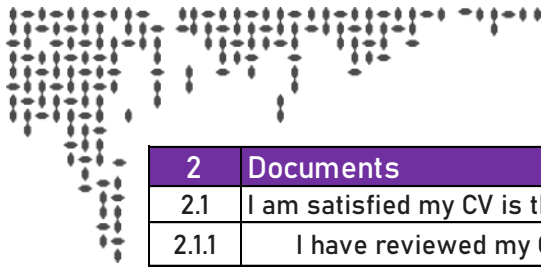 2 Documents
2.1 I am satisfied my CV is
2.1.1 I have reviewed my